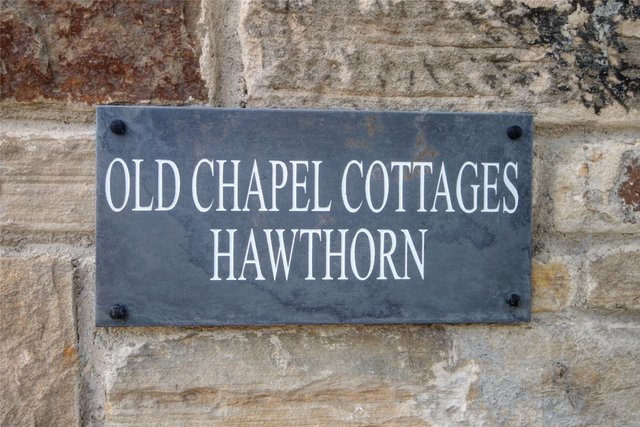 OLD CHAPEL COTTAGES
HAWTHORN